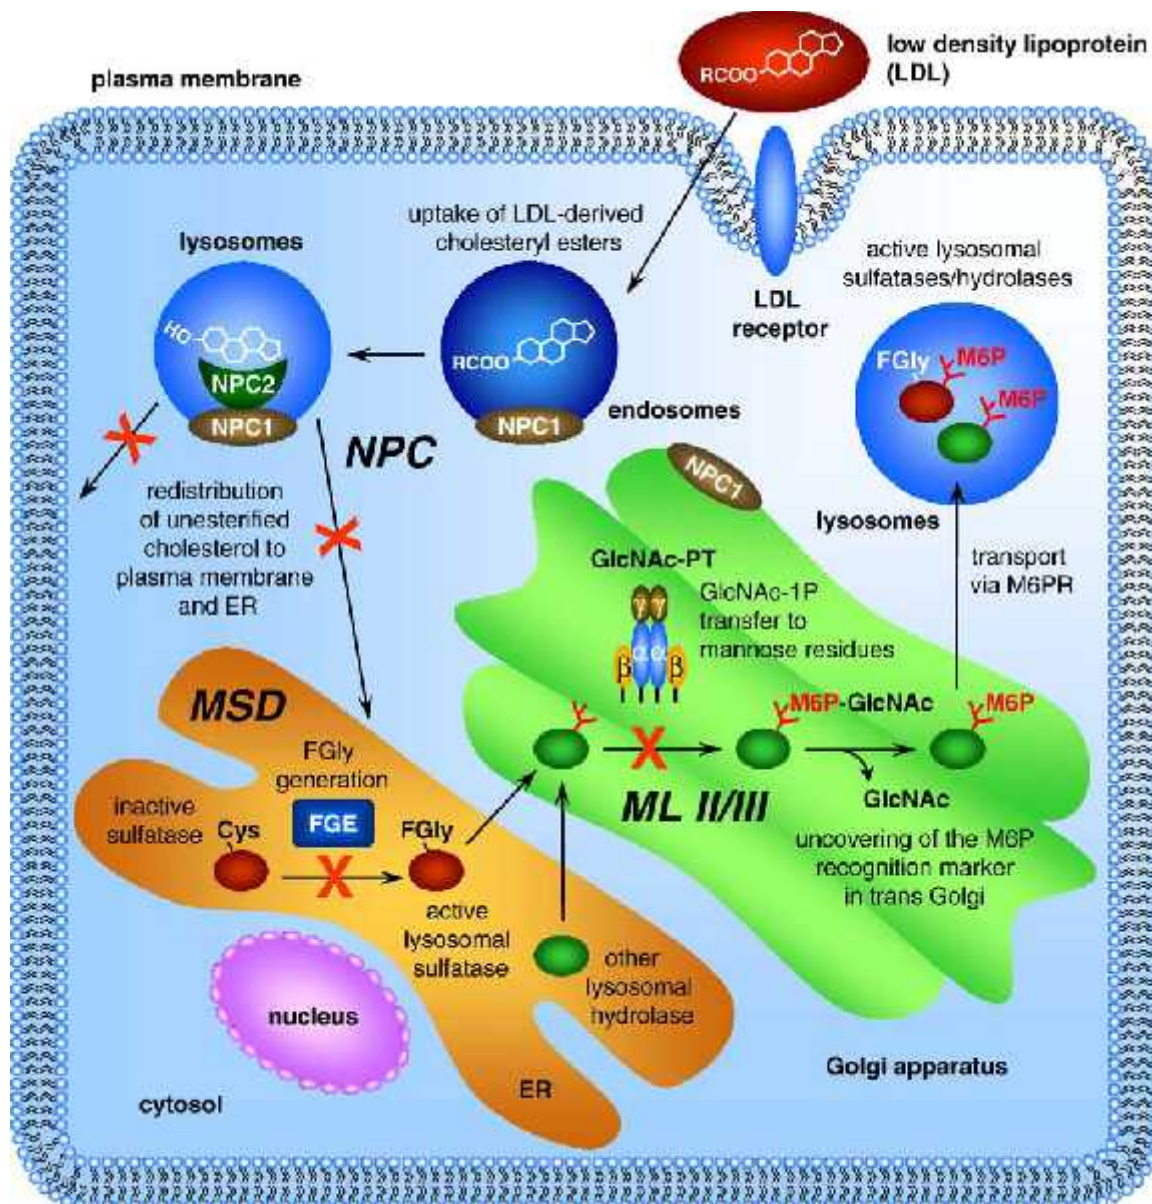 low density lipoprotein
(LDL)
RCOO
plasma membrane
uptake of LDL-derived
cholesteryl esters
lysosomes
HO
NPC2
NPC1
RCOO
NPC1
endosomes
LDL
receptor
active lysosomal
sulfatases/hydrolases
FGly
M6P
M6P
lysosomes
NPC
redistribution
of unesterified
cholesterol to
plasma membrane
and ER
NPC1
GlcNAc-PT
GlcNAc-1P
transfer to
mannose residues
γ γ
α α
β β
transport
via M6PR
M6P-GlcNAc
M6P
GlcNAc
ML II/III
uncovering of the M6P
recognition marker
in trans Golgi
MSD
FGly
generation
inactive
sulfatase
Cys
FGE
FGly
active
lysosomal
sulfatase
other
lysosomal
hydrolase
nucleus
ER
Golgi apparatus
cytosol